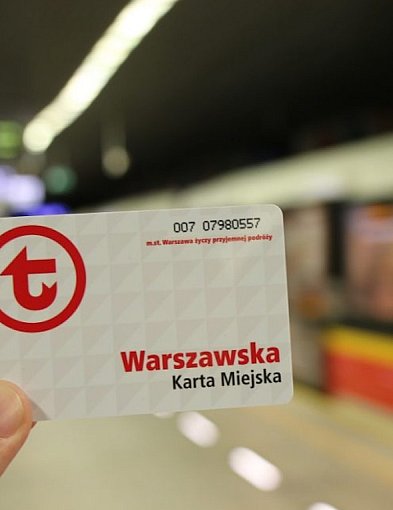 007 07980557
m.st. Warszawa życzy przyjemnej podróży
t
Warszawska
Karta Miejska